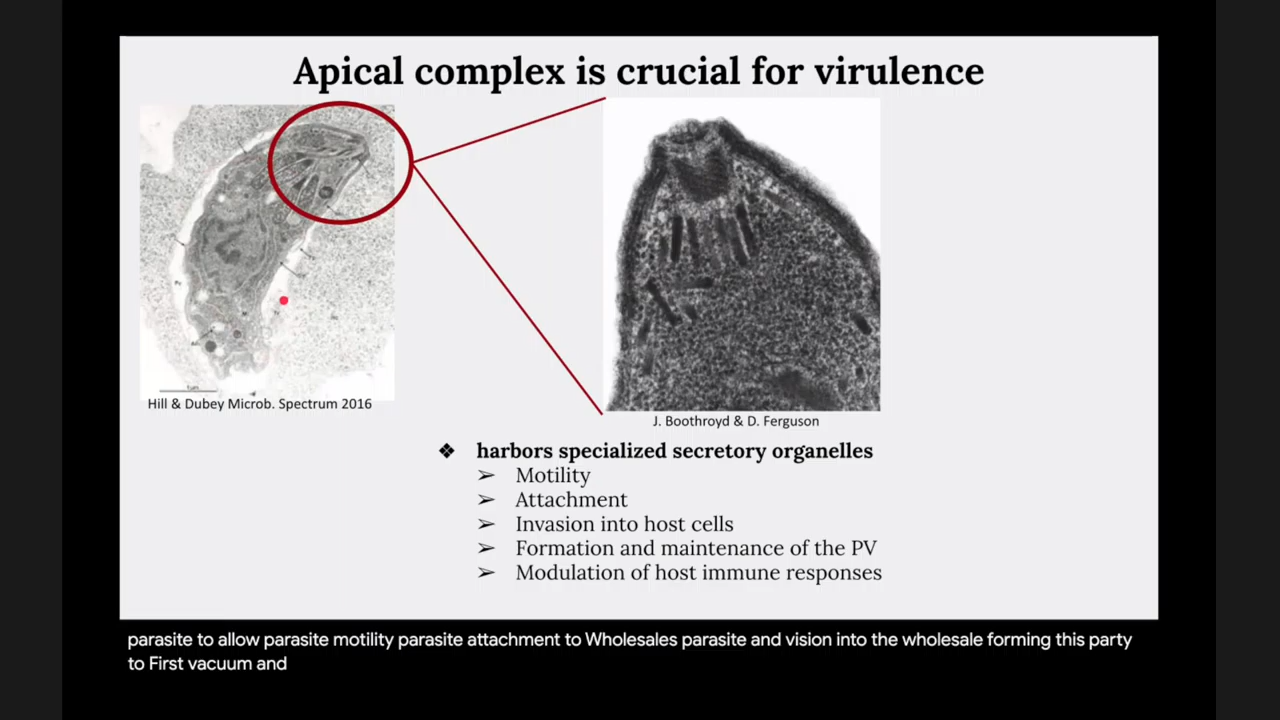 Apical complex is crucial for virulence
Hill & Dubey Microb. Spectrum 2016
J. Boothroyd & D. Ferguson
❖ harbors specialized secretory organelles
➢ Motility
➢ Attachment
➢ Invasion into host cells
➢ Formation and maintenance of the PV
➢ Modulation of host immune responses
parasite to allow parasite motility parasite attachment to Wholesales parasite and vision into the wholesale forming this party
to First vacuum and